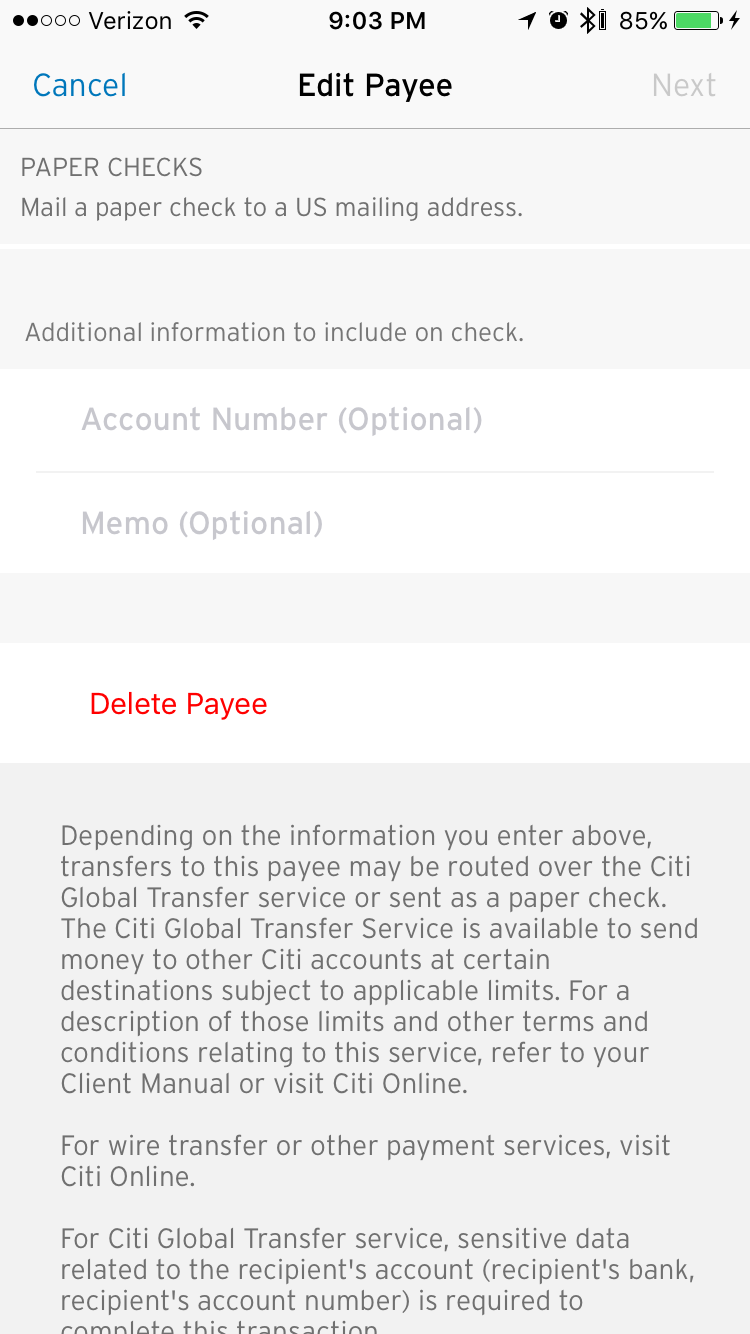 Verizon 9:03 PM 85%
Cancel Edit Payee Next
PAPER CHECKS
Mail a paper check to a US mailing address.
Additional information to include on check.
Account Number (Optional)
Memo (Optional)
Delete Payee
Depending on the information you enter above,
transfers to this payee may be routed over the Citi
Global Transfer service or sent as a paper check.
The Citi Global Transfer Service is available to send
money to other Citi accounts at certain
destinations subject to applicable limits. For a
description of those limits and other terms and
conditions relating to this service, refer to your
Client Manual or visit Citi Online.
For wire transfer or other payment services, visit
Citi Online.
For Citi Global Transfer service, sensitive data
related to the recipient's account (recipient's bank,
recipient's account number) is required to
complete this transaction